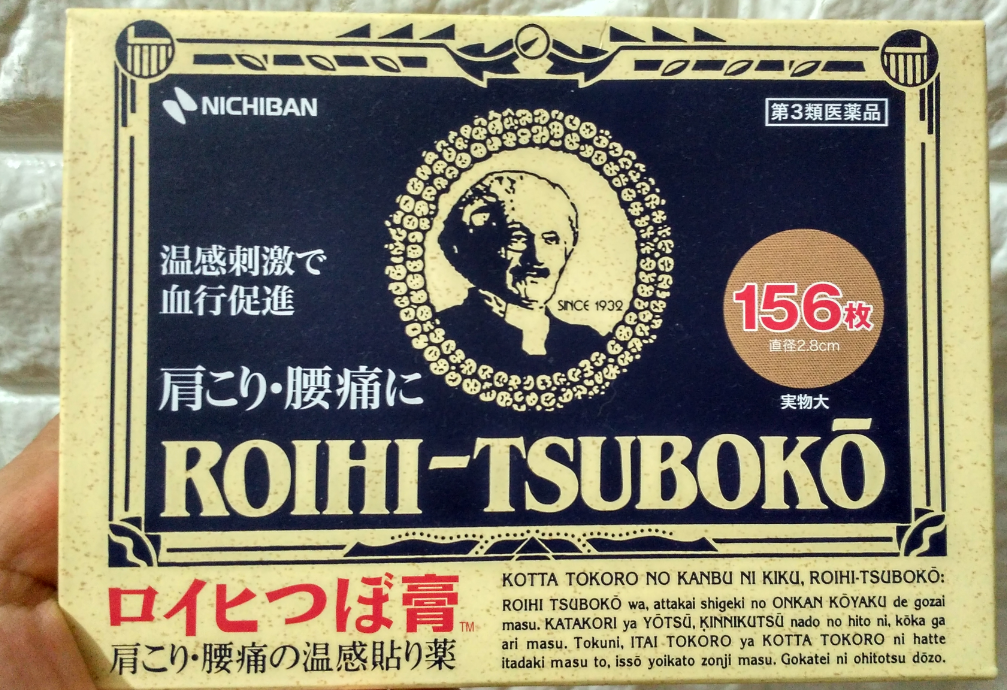 NICHIBAN
第3類医薬品
温感刺激で
血行促進
SINCE 1932
156枚
直径2.8cm
実物大
肩こり・腰痛に
ROIHI-TSUBOKŌ
ロイヒつぼ膏TM
肩こり・腰痛の温感貼り薬
KOTTA TOKORO NO KANBU NI KIKU, ROIHI-TSUBOKŌ:
ROIHI TSUBOKŌ wa, attakai shigeki no ONKAN KŌYAKU de gozai
masu. KATAKORI ya YŌTSŪ, KINNIKUTSŪ nado no hito ni, kōka ga
ari masu. Tokuni, ITAI TOKORO ya KOTTA TOKORO ni hatte
itadaki masu to, issō yoikato zonji masu. Gokatei ni ohitotsu dōzo.